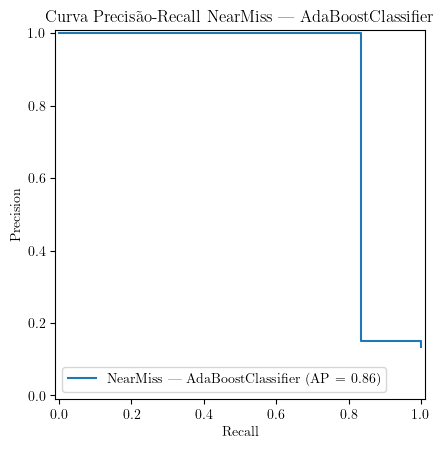 Curva Precisão-Recall NearMiss — AdaBoostClassifier
1.0
0.8
0.6
0.4
0.2
0.0
Precision
NearMiss — AdaBoostClassifier (AP = 0.86)
0.0 0.2 0.4 0.6 0.8 1.0
Recall